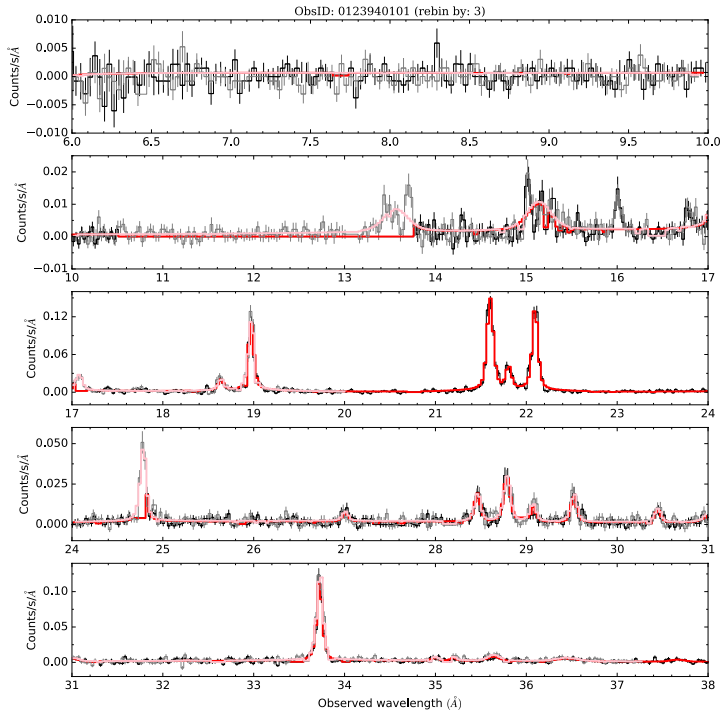 ObsID: 0123940101 (rebin by: 3)
Counts/s/Å
0.010
0.005
0.000
−0.005
−0.010
6.0 6.5 7.0 7.5 8.0 8.5 9.0 9.5 10.0
Counts/s/Å
0.02
0.01
0.00
−0.01
10 11 12 13 14 15 16 17
Counts/s/Å
0.12
0.06
0.00
17 18 19 20 21 22 23 24
Counts/s/Å
0.050
0.025
0.000
24 25 26 27 28 29 30 31
Counts/s/Å
0.10
0.05
0.00
31 32 33 34 35 36 37 38
Observed wavelength (Å)